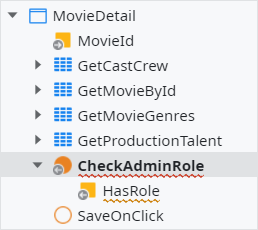 MovieDetail
MovieId
GetCastCrew
GetMovieById
GetMovieGenres
GetProductionTalent
CheckAdminRole
HasRole
SaveOnClick